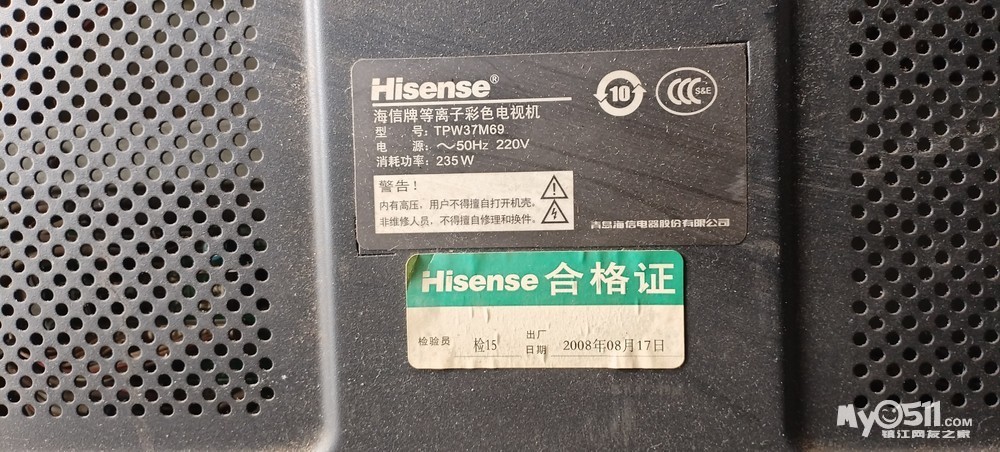 Hisense®
海信牌等离子彩色电视机
型 号: TPW37M69
电 源: ～50Hz 220V
消耗功率: 235W
10
CCC S&E
警告!
内有高压，用户不得擅自打开机壳。
非维修人员，不得擅自修理和换件。
青岛海信电器股份有限公司
Hisense 合格证
检验员 检15 出厂日期 2008年08月17日
MyO511.COM
镇江网友之家